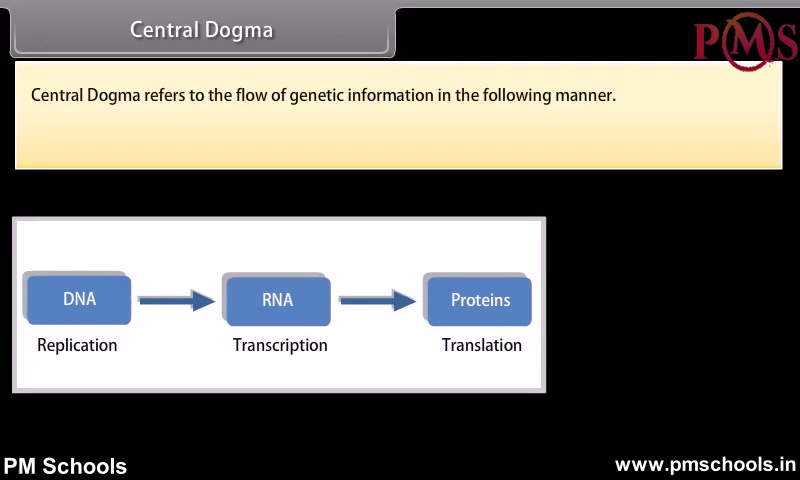 Central Dogma
PMS
Central Dogma refers to the flow of genetic information in the following manner.
DNA
RNA
Proteins
Replication
Transcription
Translation
PM Schools
www.pmschools.in